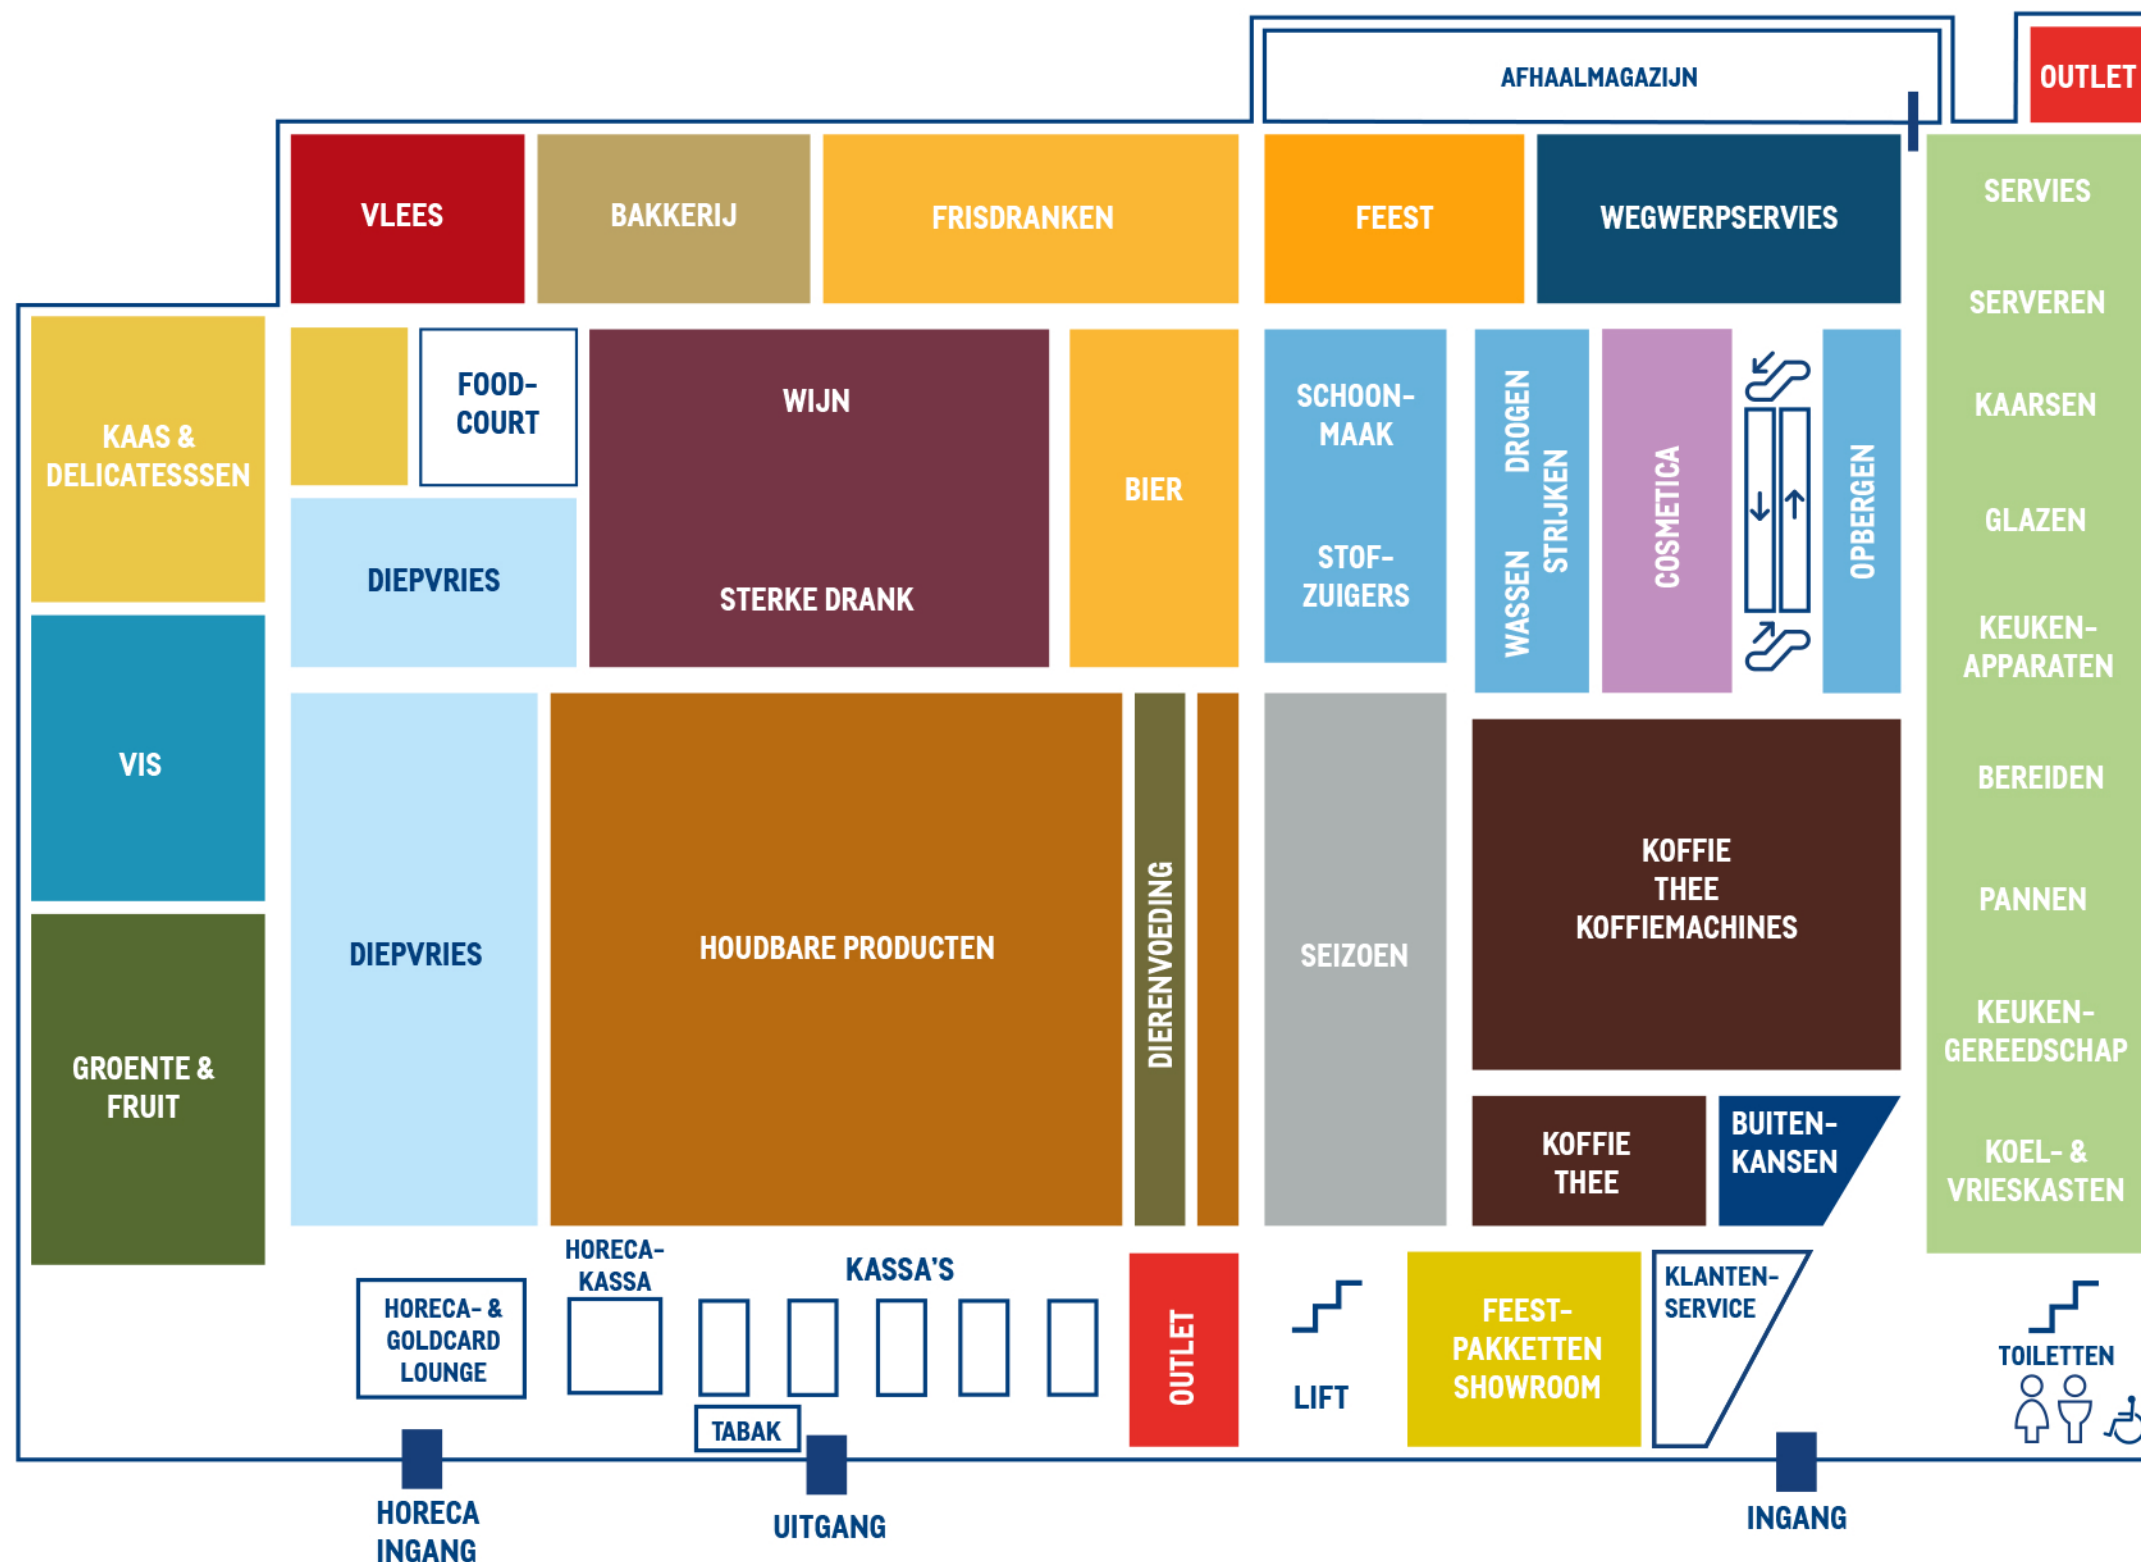 AFHAALMAGAZIJN
OUTLET
VLEES
BAKKERIJ
FRISDRANKEN
FEEST
WEGWERPSERVIES
SERVIES
SERVEREN
KAARSEN
GLAZEN
KEUKEN-
APPARATEN
BEREIDEN
PANNEN
KEUKEN-
GEREEDSCHAP
KOEL- &
VRIESKASTEN
KAAS &
DELICATESSSEN
FOOD-
COURT
WIJN
STERKE DRANK
BIER
SCHOON-
MAAK
STOF-
ZUIGERS
WASSEN DROGEN
STRIJKEN
COSMETICA
OPBERGEN
DIEPVRIES
VIS
GROENTE &
FRUIT
DIEPVRIES
HOUDBARE PRODUCTEN
DIERENVOEDING
SEIZOEN
KOFFIE
THEE
KOFFIEMACHINES
KOFFIE
THEE
BUITEN-
KANSEN
HORECA- &
GOLDCARD
LOUNGE
HORECA-
KASSA
KASSA'S
TABAK
OUTLET
LIFT
FEEST-
PAKKETTEN
SHOWROOM
KLANTEN-
SERVICE
TOILETTEN
HORECA
INGANG
UITGANG
INGANG